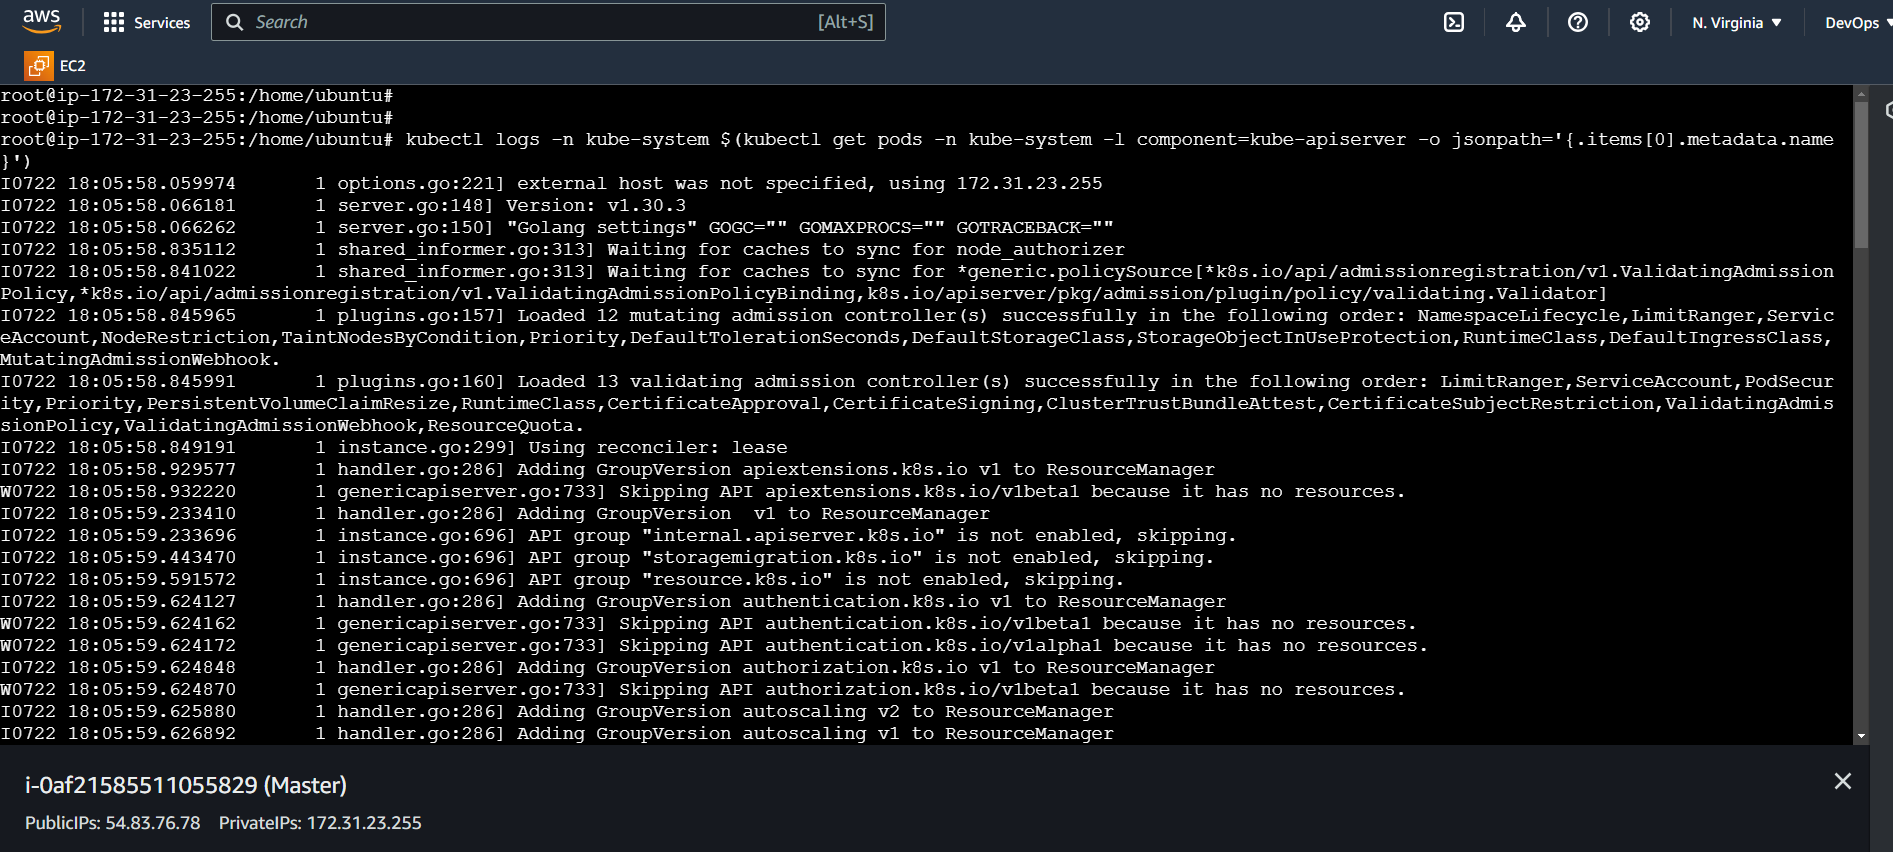 aws
Services
Search
[Alt+S]
N. Virginia
DevOps
EC2
root@ip-172-31-23-255:/home/ubuntu#
root@ip-172-31-23-255:/home/ubuntu#
root@ip-172-31-23-255:/home/ubuntu# kubectl logs -n kube-system $(kubectl get pods -n kube-system -l component=kube-apiserver -o jsonpath='{.items[0].metadata.name
}')
I0722 18:05:58.059974       1 options.go:221] external host was not specified, using 172.31.23.255
I0722 18:05:58.066181       1 server.go:148] Version: v1.30.3
I0722 18:05:58.066262       1 server.go:150] "Golang settings" GOGC="" GOMAXPROCS="" GOTRACEBACK=""
I0722 18:05:58.835112       1 shared_informer.go:313] Waiting for caches to sync for node_authorizer
I0722 18:05:58.841022       1 shared_informer.go:313] Waiting for caches to sync for *generic.policySource[*k8s.io/api/admissionregistration/v1.ValidatingAdmission
Policy,*k8s.io/api/admissionregistration/v1.ValidatingAdmissionPolicyBinding,k8s.io/apiserver/pkg/admission/plugin/policy/validating.Validator]
I0722 18:05:58.845965       1 plugins.go:157] Loaded 12 mutating admission controller(s) successfully in the following order: NamespaceLifecycle,LimitRanger,Servic
eAccount,NodeRestriction,TaintNodesByCondition,Priority,DefaultTolerationSeconds,DefaultStorageClass,StorageObjectInUseProtection,RuntimeClass,DefaultIngressClass,
MutatingAdmissionWebhook.
I0722 18:05:58.845991       1 plugins.go:160] Loaded 13 validating admission controller(s) successfully in the following order: LimitRanger,ServiceAccount,PodSecur
ity,Priority,PersistentVolumeClaimResize,RuntimeClass,CertificateApproval,CertificateSigning,ClusterTrustBundleAttest,CertificateSubjectRestriction,ValidatingAdmis
sionPolicy,ValidatingAdmissionWebhook,ResourceQuota.
I0722 18:05:58.849191       1 instance.go:299] Using reconciler: lease
I0722 18:05:58.929577       1 handler.go:286] Adding GroupVersion apiextensions.k8s.io v1 to ResourceManager
W0722 18:05:58.932220       1 genericapiserver.go:733] Skipping API apiextensions.k8s.io/v1beta1 because it has no resources.
I0722 18:05:59.233410       1 handler.go:286] Adding GroupVersion  v1 to ResourceManager
I0722 18:05:59.233696       1 instance.go:696] API group "internal.apiserver.k8s.io" is not enabled, skipping.
I0722 18:05:59.443470       1 instance.go:696] API group "storagemigration.k8s.io" is not enabled, skipping.
I0722 18:05:59.591572       1 instance.go:696] API group "resource.k8s.io" is not enabled, skipping.
I0722 18:05:59.624127       1 handler.go:286] Adding GroupVersion authentication.k8s.io v1 to ResourceManager
W0722 18:05:59.624162       1 genericapiserver.go:733] Skipping API authentication.k8s.io/v1beta1 because it has no resources.
W0722 18:05:59.624172       1 genericapiserver.go:733] Skipping API authentication.k8s.io/v1alpha1 because it has no resources.
I0722 18:05:59.624848       1 handler.go:286] Adding GroupVersion authorization.k8s.io v1 to ResourceManager
W0722 18:05:59.624870       1 genericapiserver.go:733] Skipping API authorization.k8s.io/v1beta1 because it has no resources.
I0722 18:05:59.625880       1 handler.go:286] Adding GroupVersion autoscaling v2 to ResourceManager
I0722 18:05:59.626892       1 handler.go:286] Adding GroupVersion autoscaling v1 to ResourceManager
i-0af21585511055829 (Master)
PublicIPs: 54.83.76.78    PrivateIPs: 172.31.23.255